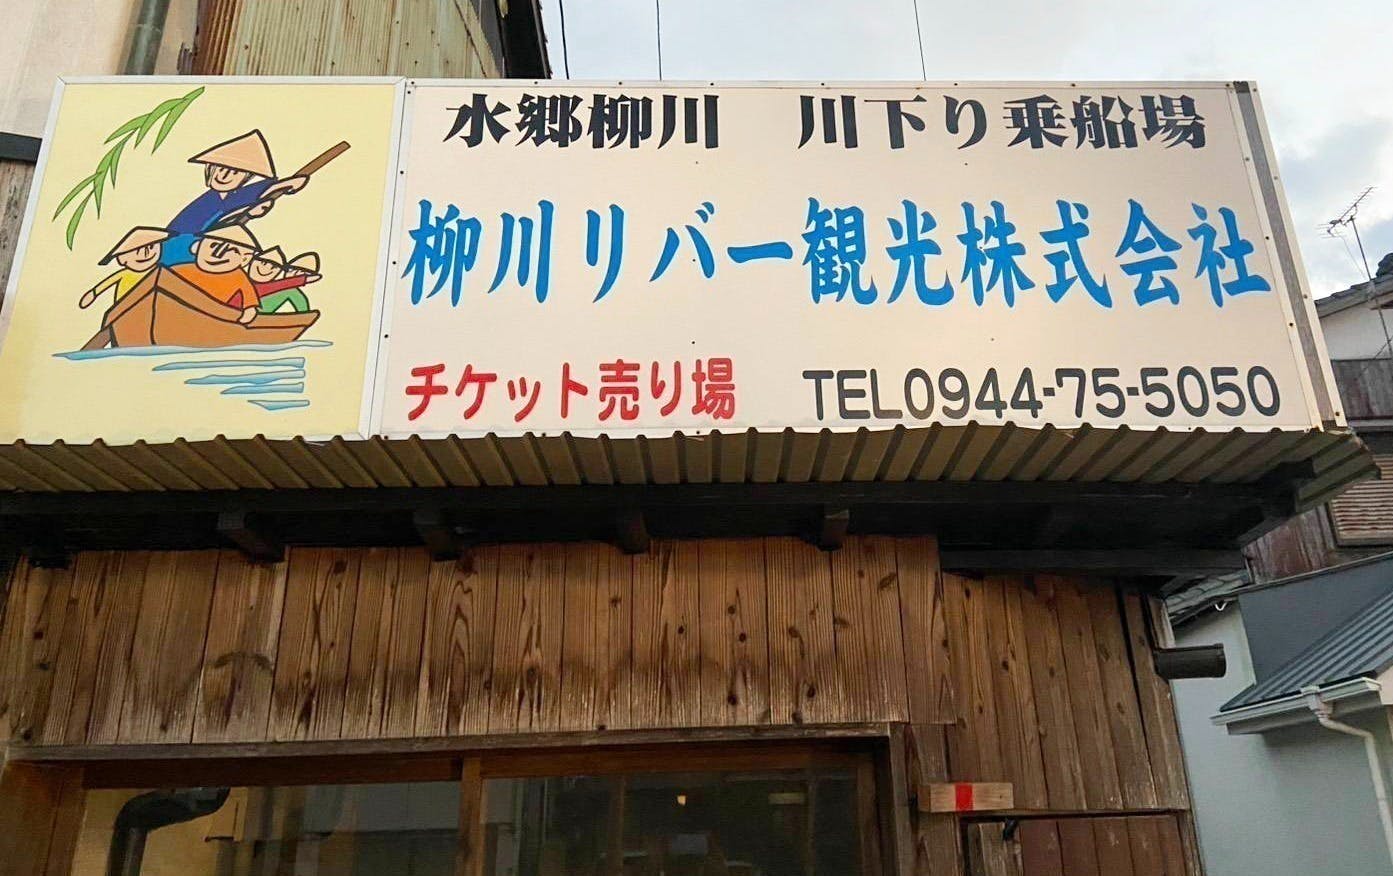 水郷柳川　川下り乗船場
柳川リバー観光株式会社
チケット売り場　TEL0944-75-5050